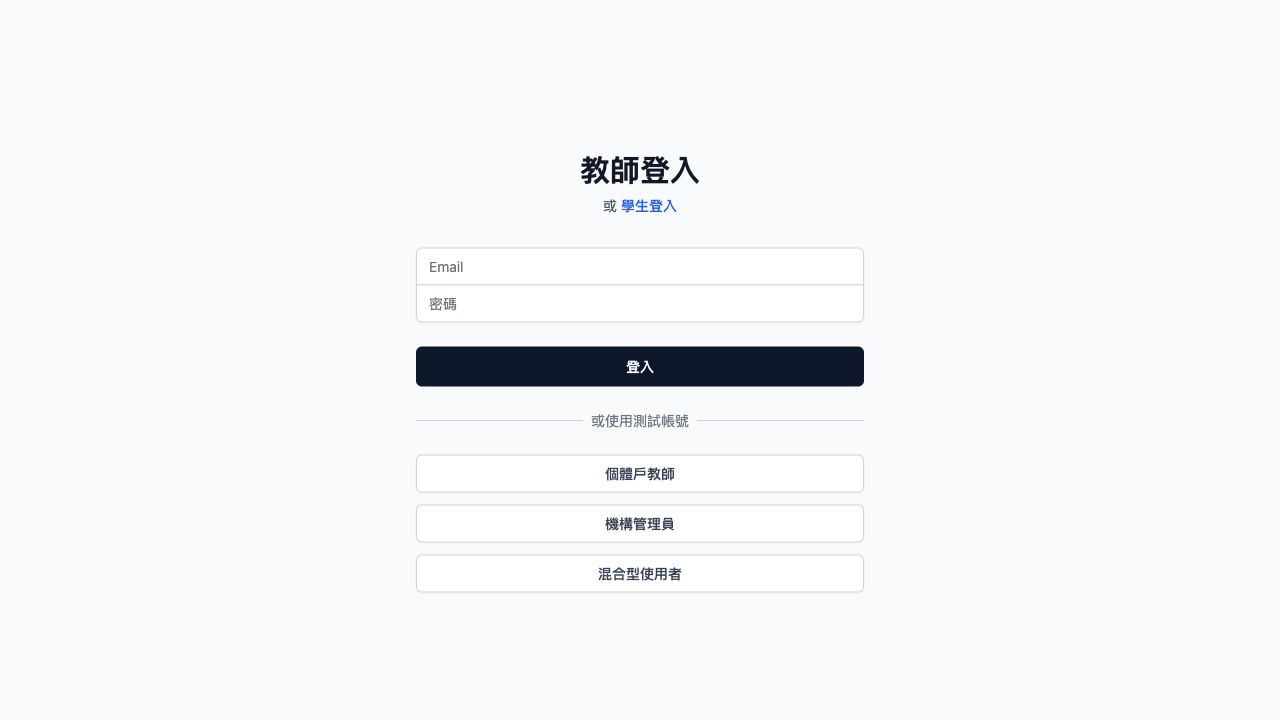 教師登入
或 學生登入
Email
密碼
登入
或使用測試帳號
個體戶教師
機構管理員
混合型使用者